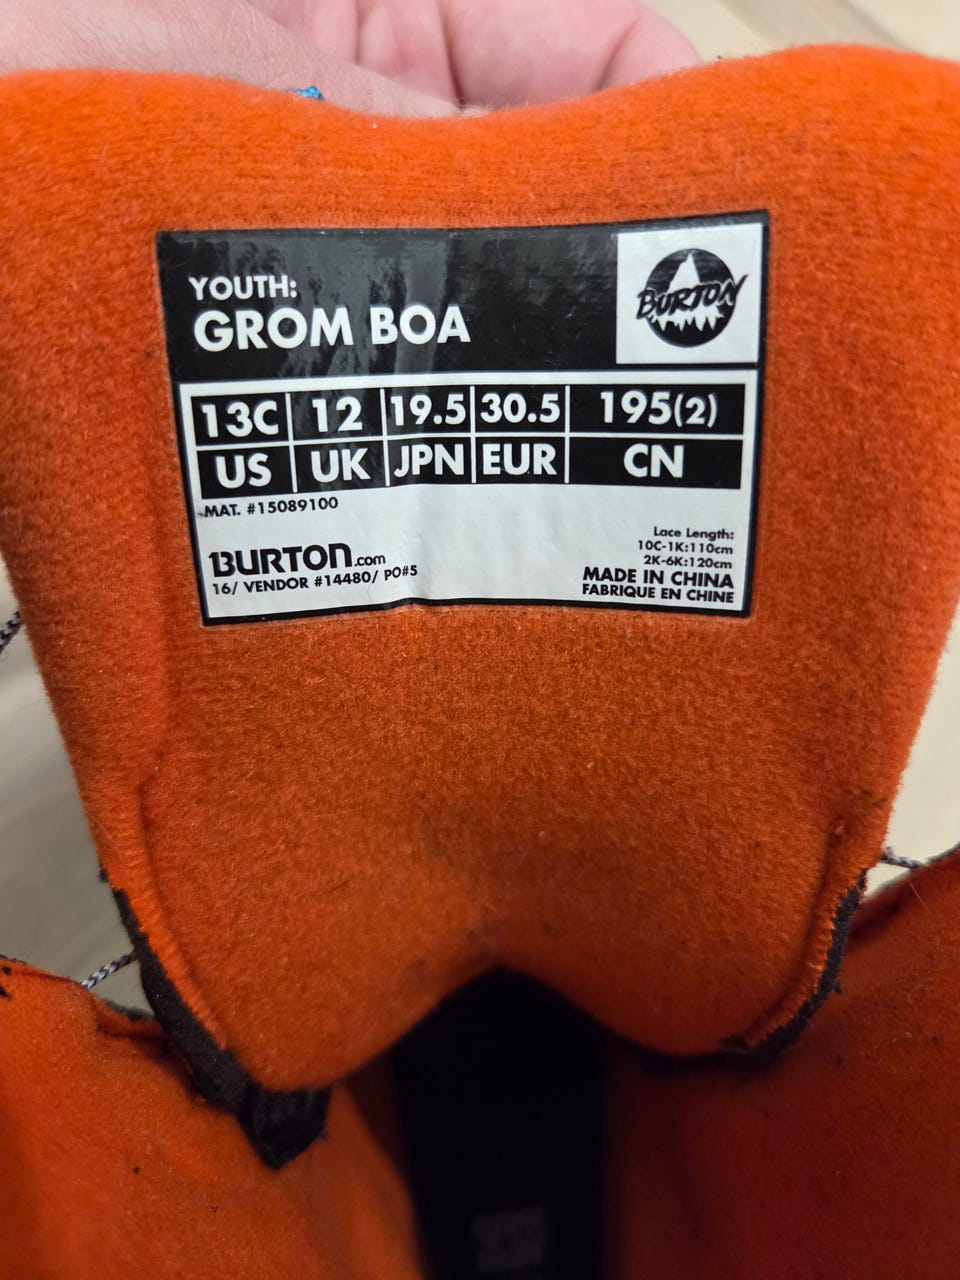 YOUTH:
GROM BOA
BURTON
13C 12 19.5 30.5 195(2)
US UK JPN EUR CN
MAT. #15089100
BURTON.com
16/ VENDOR #14480/ PO#5
Lace Length:
10C-1K:110cm
2K-6K:120cm
MADE IN CHINA
FABRIQUE EN CHINE